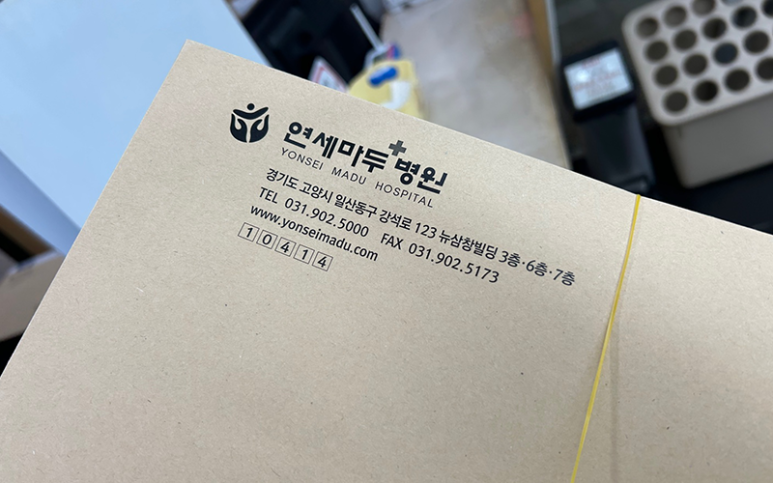 연세마두병원
YONSEI MADU HOSPITAL
경기도 고양시 일산동구 강석로 123 뉴삼창빌딩 3층·6층·7층
TEL 031.902.5000 FAX 031.902.5173
www.yonseimadu.com
10414